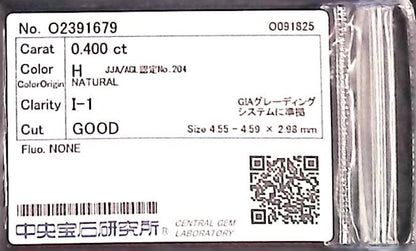 No. O2391679 O091825
Carat 0.400 ct
Color H JJA/AGL認定No.204
ColorOrigin NATURAL
Clarity I-1 GIAグレーディング
システムに準拠
Cut GOOD Size 4.55 - 4.59 × 2.98 mm
Fluo. NONE
中央宝石研究所® CENTRAL GEM
LABORATORY